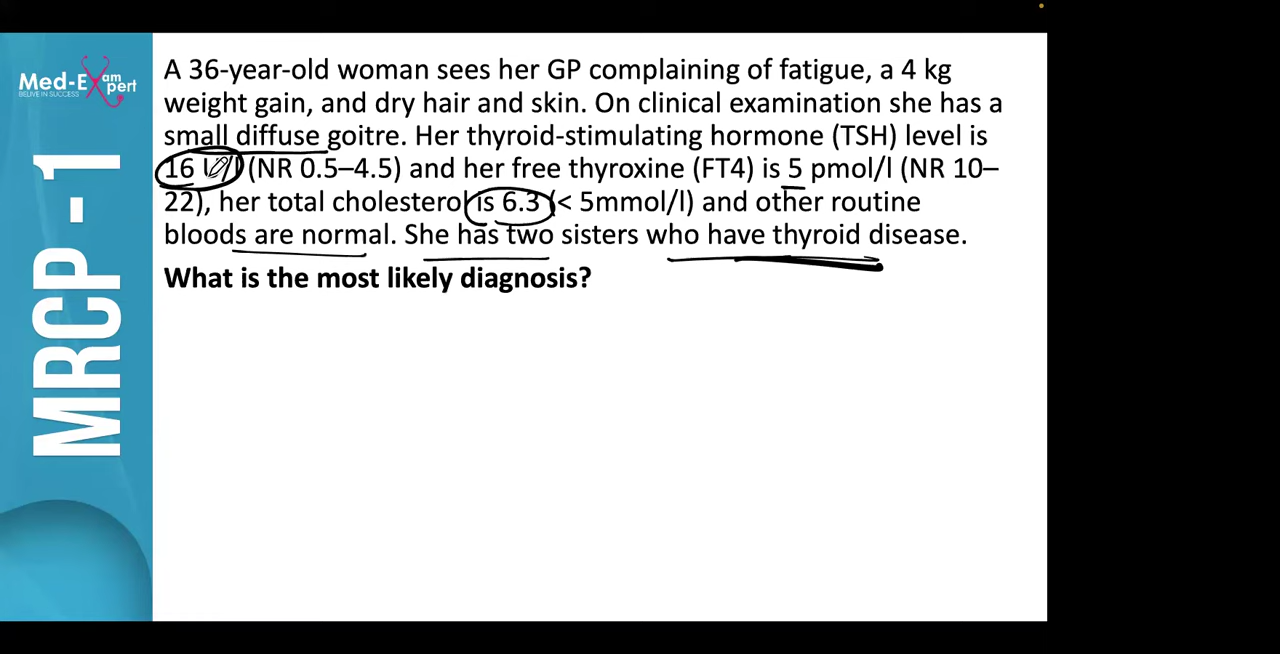 Med-Exam
pert
BELIVE IN SUCCESS
MRCP -1
A 36-year-old woman sees her GP complaining of fatigue, a 4 kg
weight gain, and dry hair and skin. On clinical examination she has a
small diffuse goitre. Her thyroid-stimulating hormone (TSH) level is
16 (NR 0.5–4.5) and her free thyroxine (FT4) is 5 pmol/l (NR 10–
22), her total cholesterol is 6.3 (< 5mmol/l) and other routine
bloods are normal. She has two sisters who have thyroid disease.
What is the most likely diagnosis?